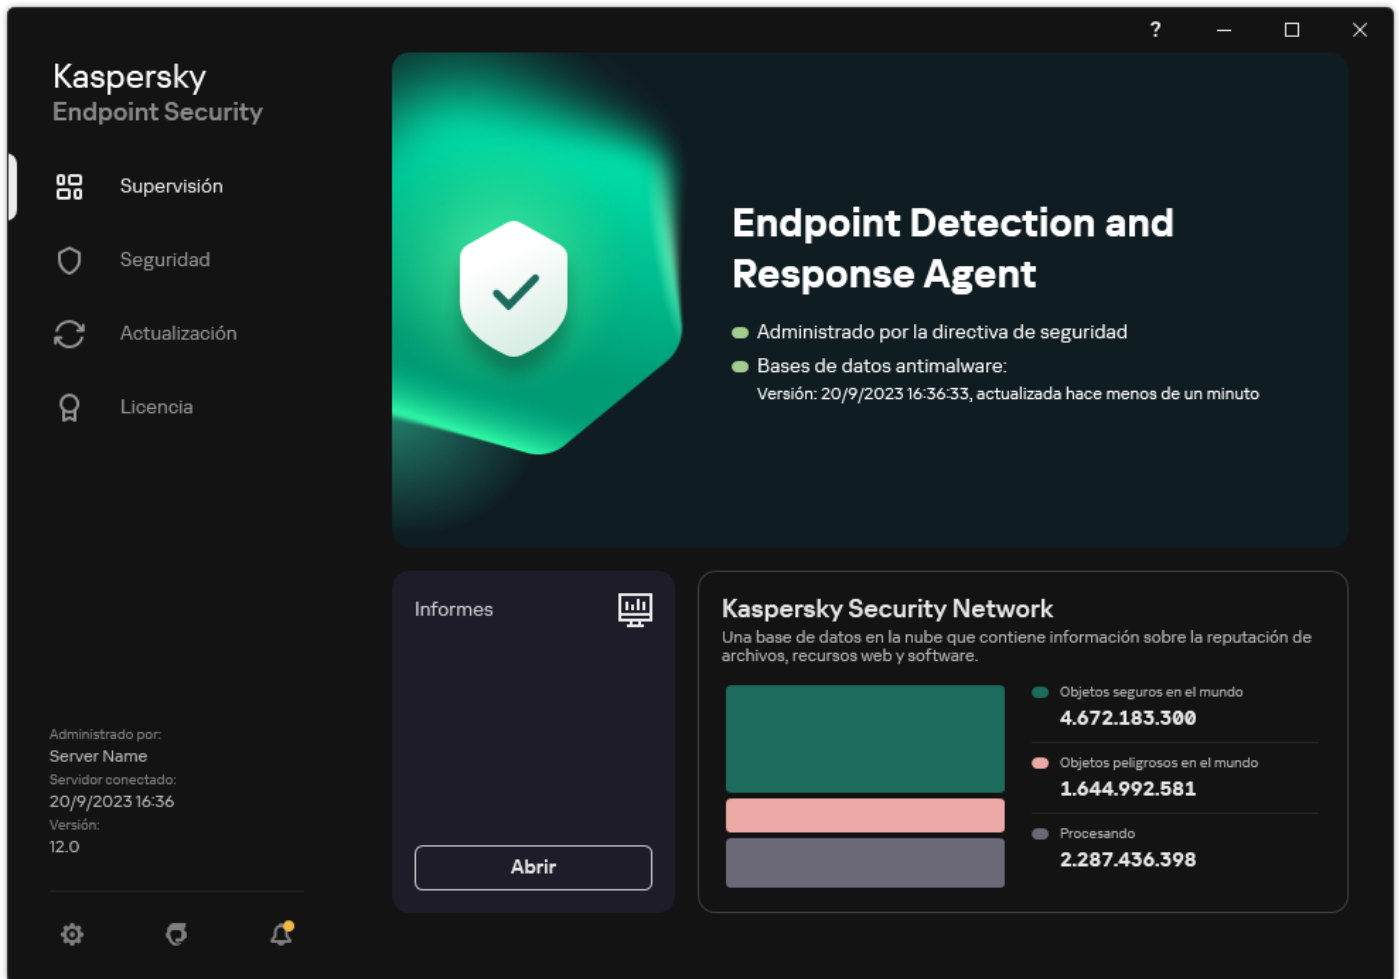 ?
Kaspersky
Endpoint Security
Supervisión
Seguridad
Actualización
Licencia
Administrado por:
Server Name
Servidor conectado:
20/9/2023 16:36
Versión:
12.0
Endpoint Detection and
Response Agent
Administrado por la directiva de seguridad
Bases de datos antimalware:
Versión: 20/9/2023 16:36:33, actualizada hace menos de un minuto
Informes
Abrir
Kaspersky Security Network
Una base de datos en la nube que contiene información sobre la reputación de
archivos, recursos web y software.
Objetos seguros en el mundo
4.672.183.300
Objetos peligrosos en el mundo
1.644.992.581
Procesando
2.287.436.398